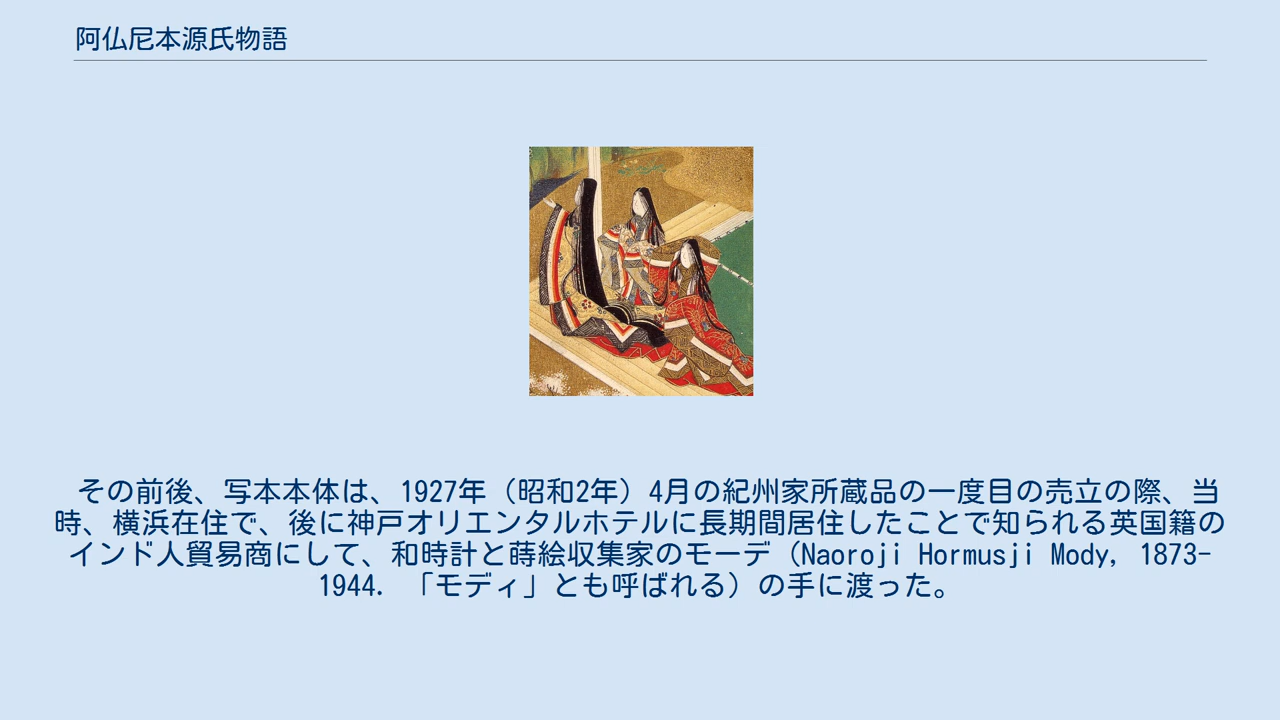 阿仏尼本源氏物語
その前後、写本本体は、1927年（昭和2年）4月の紀州家所蔵品の一度目の売立の際、当
時、横浜在住で、後に神戸オリエンタルホテルに長期間居住したことで知られる英国籍の
インド人貿易商にして、和時計と蒔絵収集家のモーデ（Naoroji Hormusji Mody, 1873-
1944. 「モディ」とも呼ばれる）の手に渡った。